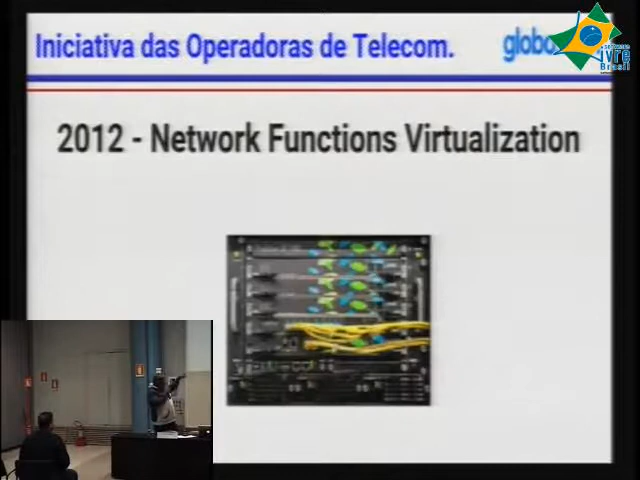 Iniciativa das Operadoras de Telecom.
globo
2012 - Network Functions Virtualization